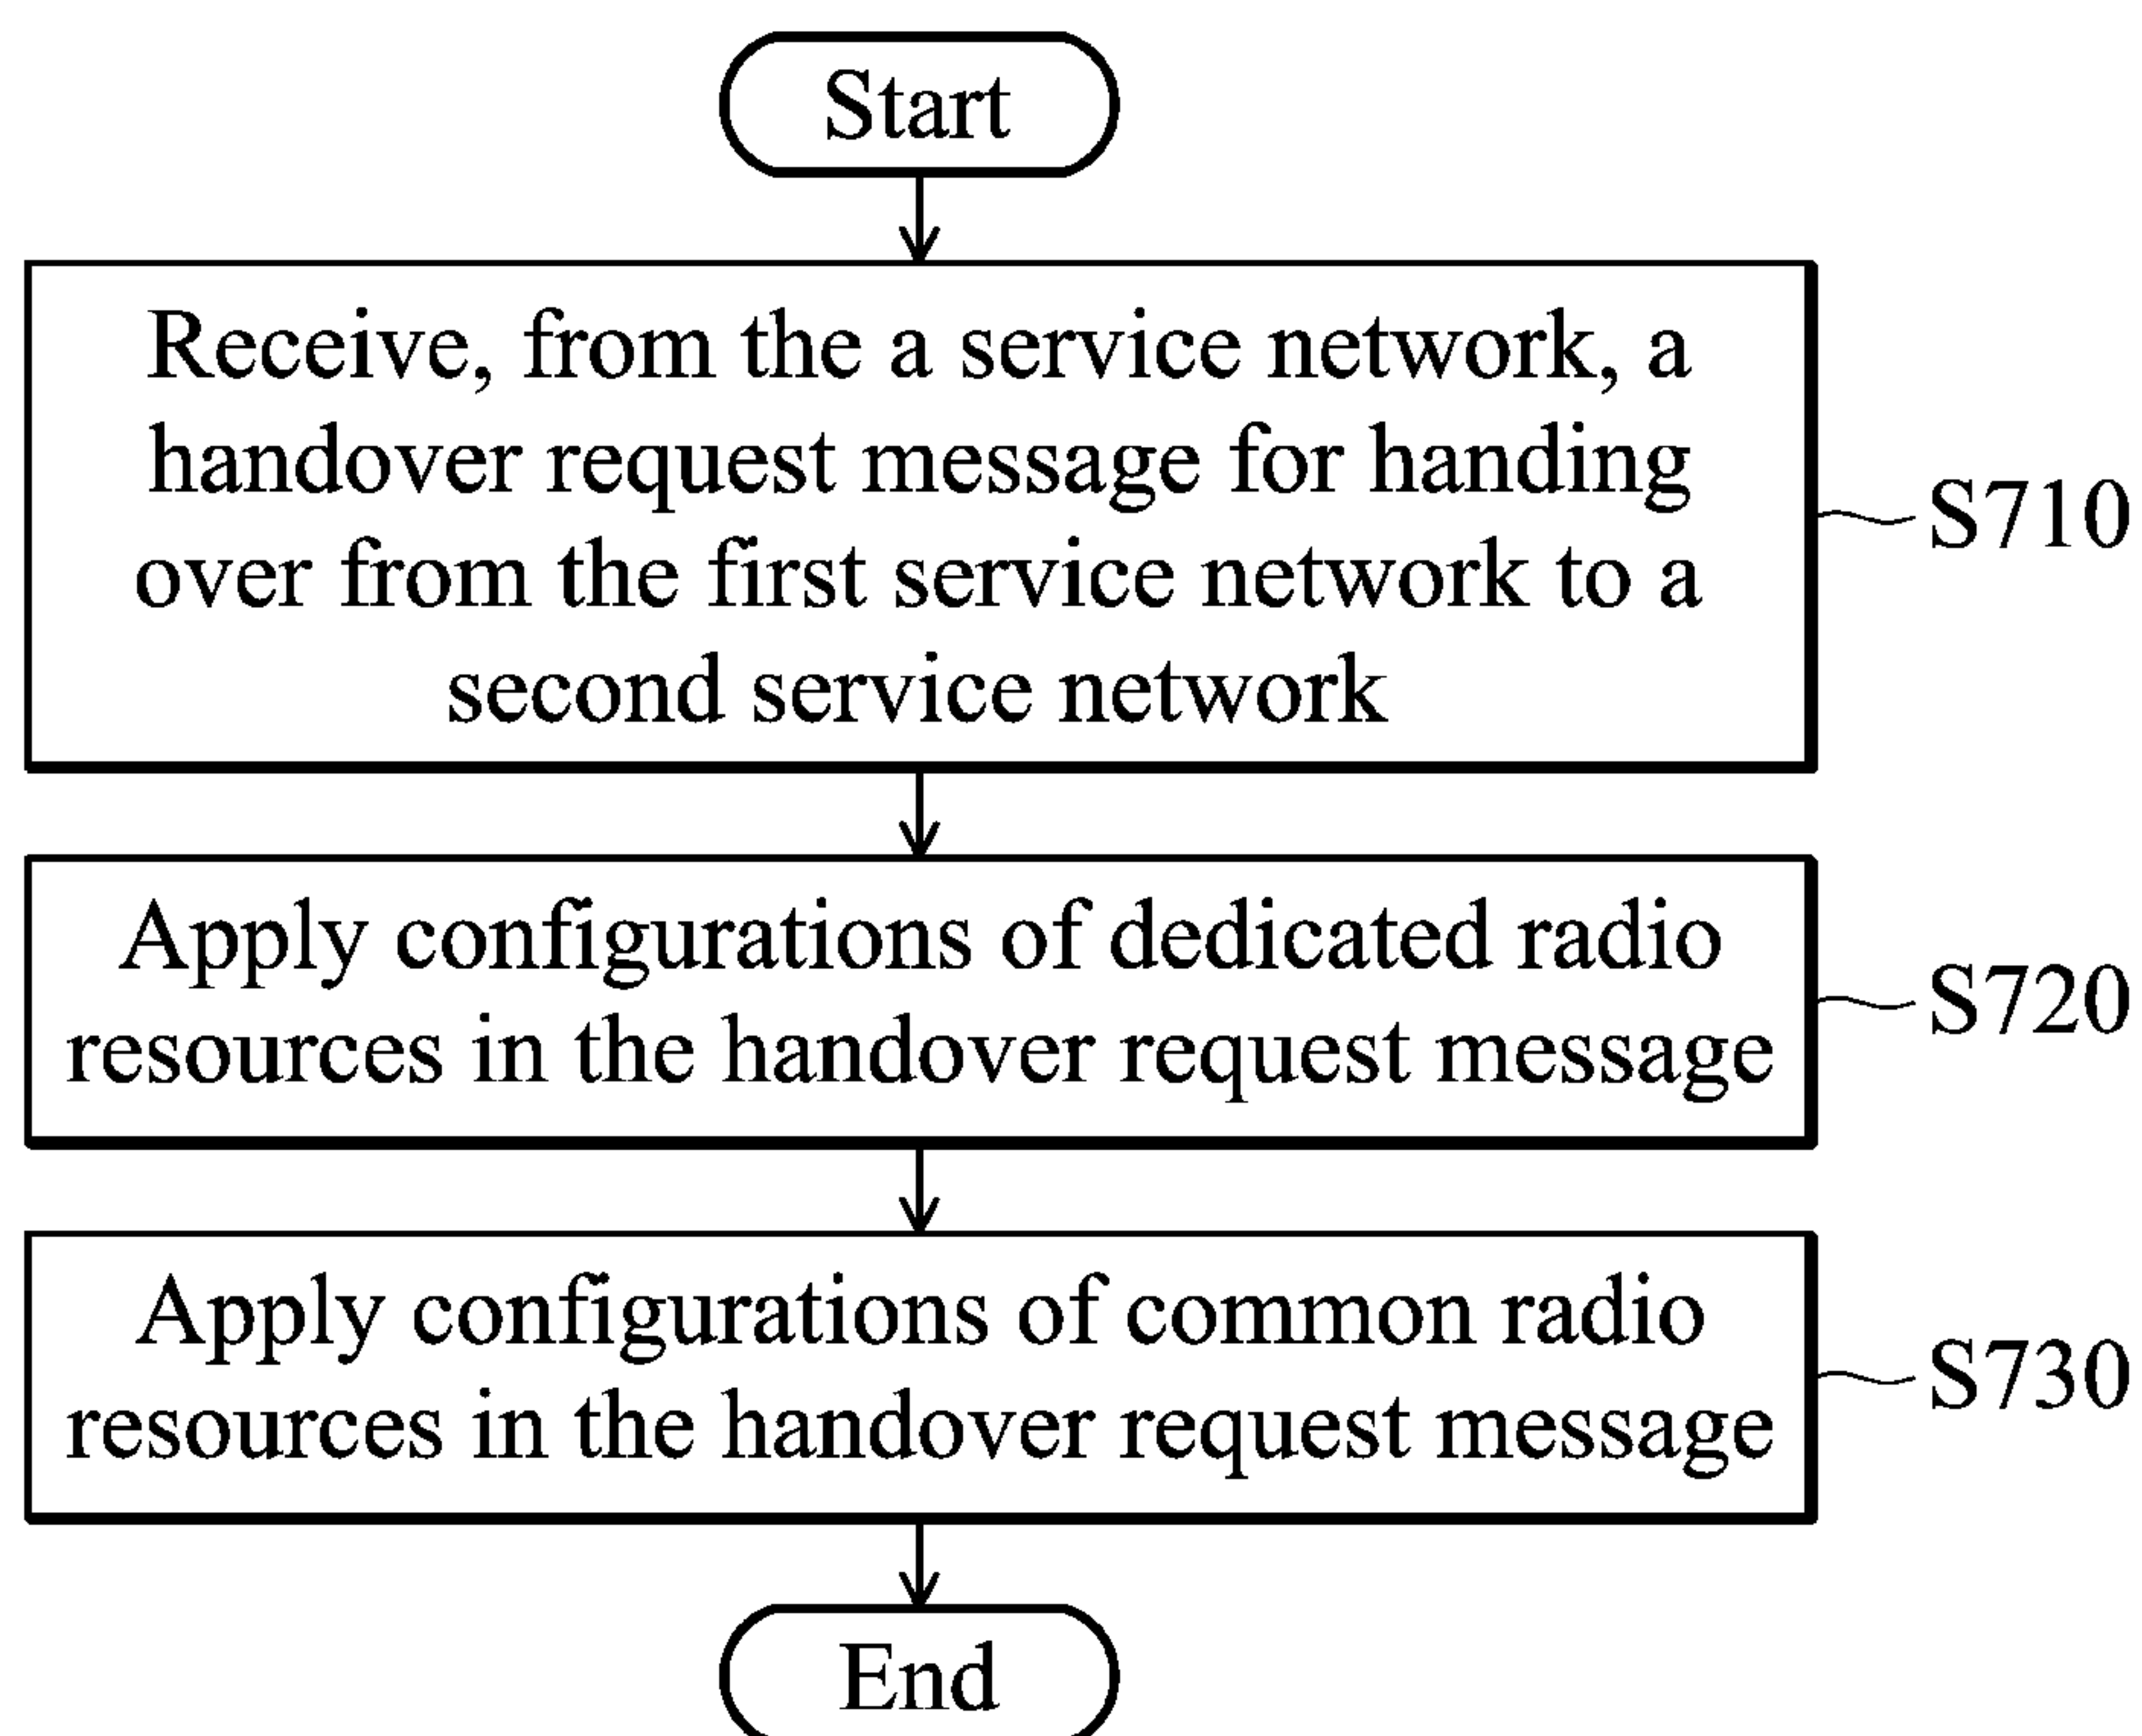 Start
Receive, from the a service network, a
handover request message for handing
over from the first service network to a
second service network
S710
Apply configurations of dedicated radio
resources in the handover request message
S720
Apply configurations of common radio
resources in the handover request message
S730
End